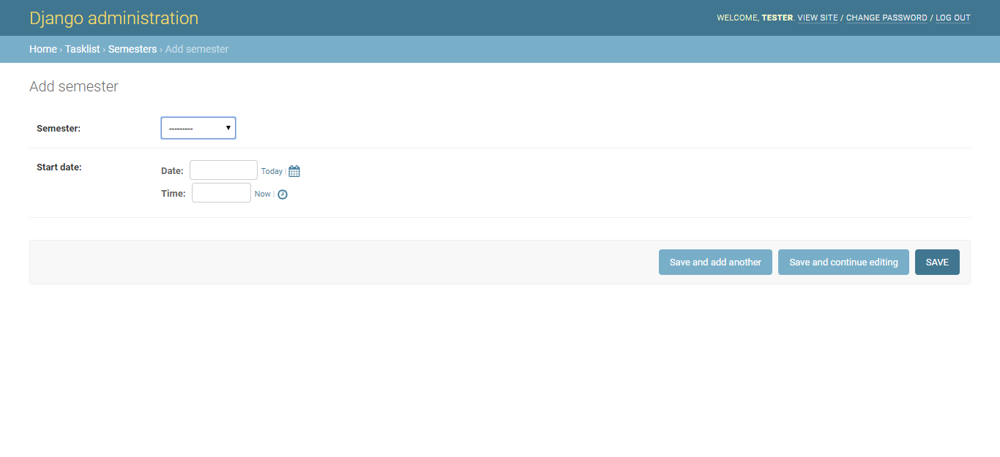 Django administration
WELCOME, TESTER. VIEW SITE / CHANGE PASSWORD / LOG OUT
Home › Tasklist › Semesters › Add semester
Add semester
Semester: ---------
Start date:
Date: Today |
Time: Now |
Save and add another
Save and continue editing
SAVE